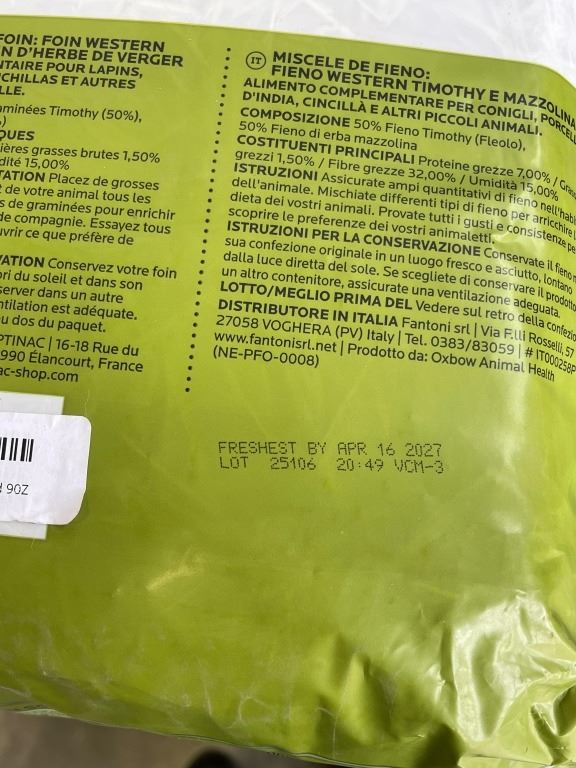 FOIN: FOIN WESTERN
N D'HERBE DE VERGER
NTAIRE POUR LAPINS,
CHILLAS ET AUTRES
LLE.
aminées Timothy (50%),
QUES
ières grasses brutes 1,50%
dité 15,00%
TATION Placez de grosses
t de votre animal tous les
s de graminées pour enrichir
de compagnie. Essayez tous
uvrir ce que préfère de
VATION Conservez votre foin
bri du soleil et dans son
server dans un autre
ntilation est adéquate.
u dos du paquet.
PTINAC | 16-18 Rue du
990 Élancourt, France
ac-shop.com
90Z
IT MISCELE DI FIENO:
FIENO WESTERN TIMOTHY E MAZZOLINA
ALIMENTO COMPLEMENTARE PER CONIGLI, PORCELL
D'INDIA, CINCILLÀ E ALTRI PICCOLI ANIMALI.
COMPOSIZIONE 50% Fieno Timothy (Fleolo),
50% Fieno di erba mazzolina
COSTITUENTI PRINCIPALI Proteine grezze 7,00% / Gras
grezzi 1,50% / Fibre grezze 32,00% / Umidità 15,00%
ISTRUZIONI Assicurate ampi quantitativi di fieno nell'habi
dell'animale. Mischiate differenti tipi di fieno per arricchire l
dieta dei vostri animali. Provate tutti i gusti e consistenze pe
scoprire le preferenze dei vostri animaletti.
ISTRUZIONI PER LA CONSERVAZIONE Conservate il fieno n
sua confezione originale in un luogo fresco e asciutto, lontano
dalla luce diretta del sole. Se scegliete di conservare il prodotto
un altro contenitore, assicurate una ventilazione adeguata.
LOTTO/MEGLIO PRIMA DEL Vedere sul retro della confezio
DISTRIBUTORE IN ITALIA Fantoni srl | Via F.lli Rosselli, 57
27058 VOGHERA (PV) Italy | Tel. 0383/83059 | # IT000258P
www.fantonisrl.net | Prodotto da: Oxbow Animal Health
(NE-PFO-0008)
FRESHEST BY APR 16 2027
LOT 25106 20:49 VCM-3